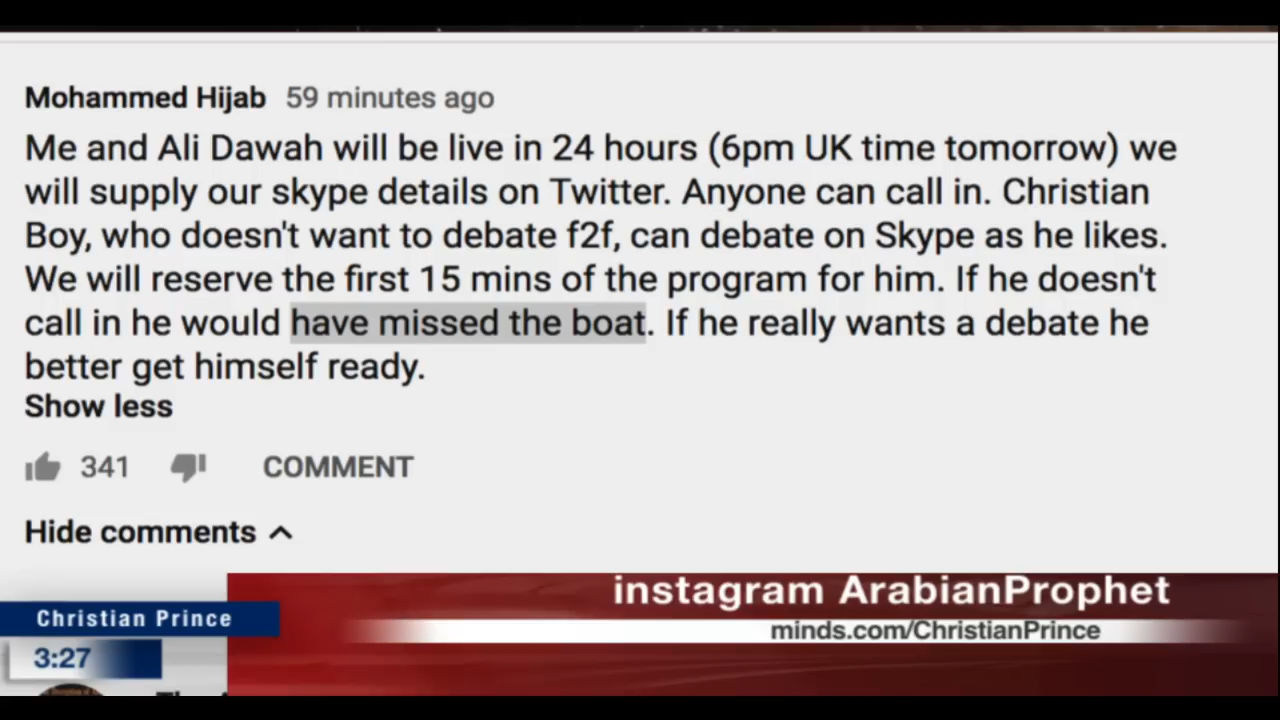 Mohammed Hijab 59 minutes ago
Me and Ali Dawah will be live in 24 hours (6pm UK time tomorrow) we
will supply our skype details on Twitter. Anyone can call in. Christian
Boy, who doesn't want to debate f2f, can debate on Skype as he likes.
We will reserve the first 15 mins of the program for him. If he doesn't
call in he would have missed the boat. If he really wants a debate he
better get himself ready.
Show less
341 COMMENT
Hide comments
instagram ArabianProphet
Christian Prince
minds.com/ChristianPrince
3:27